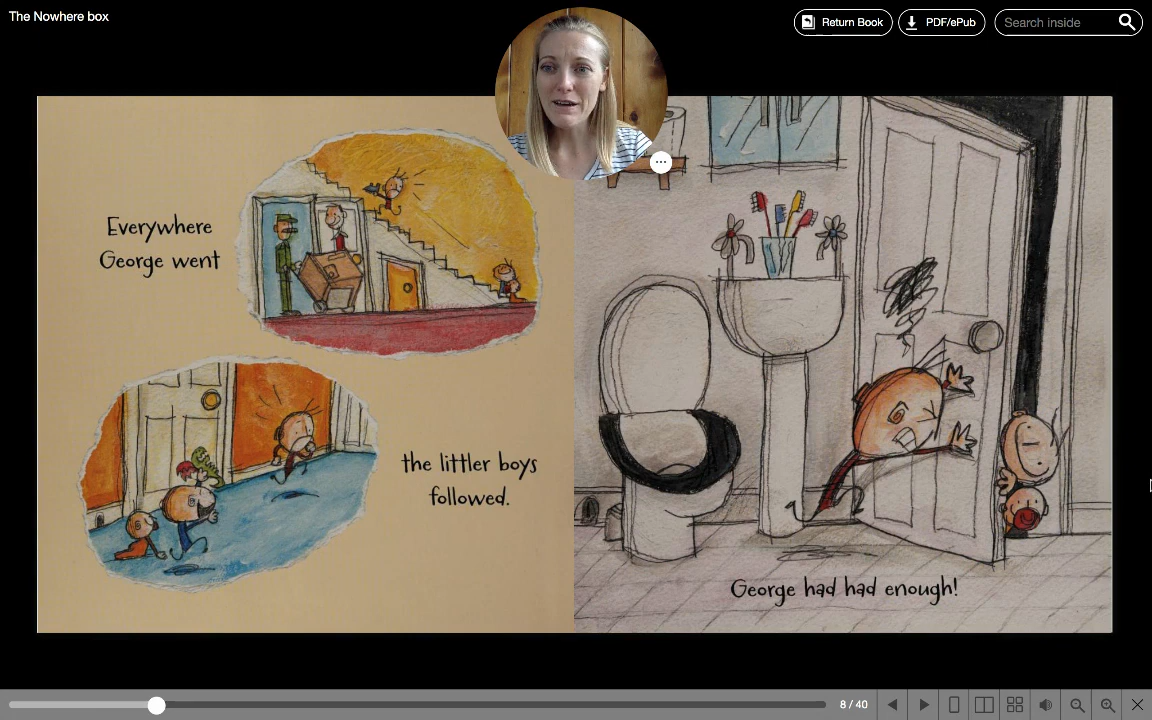 The Nowhere box
Return Book
PDF/ePub
Search inside
Everywhere
George went
the littler boys
followed.
George had had enough!
8 / 40